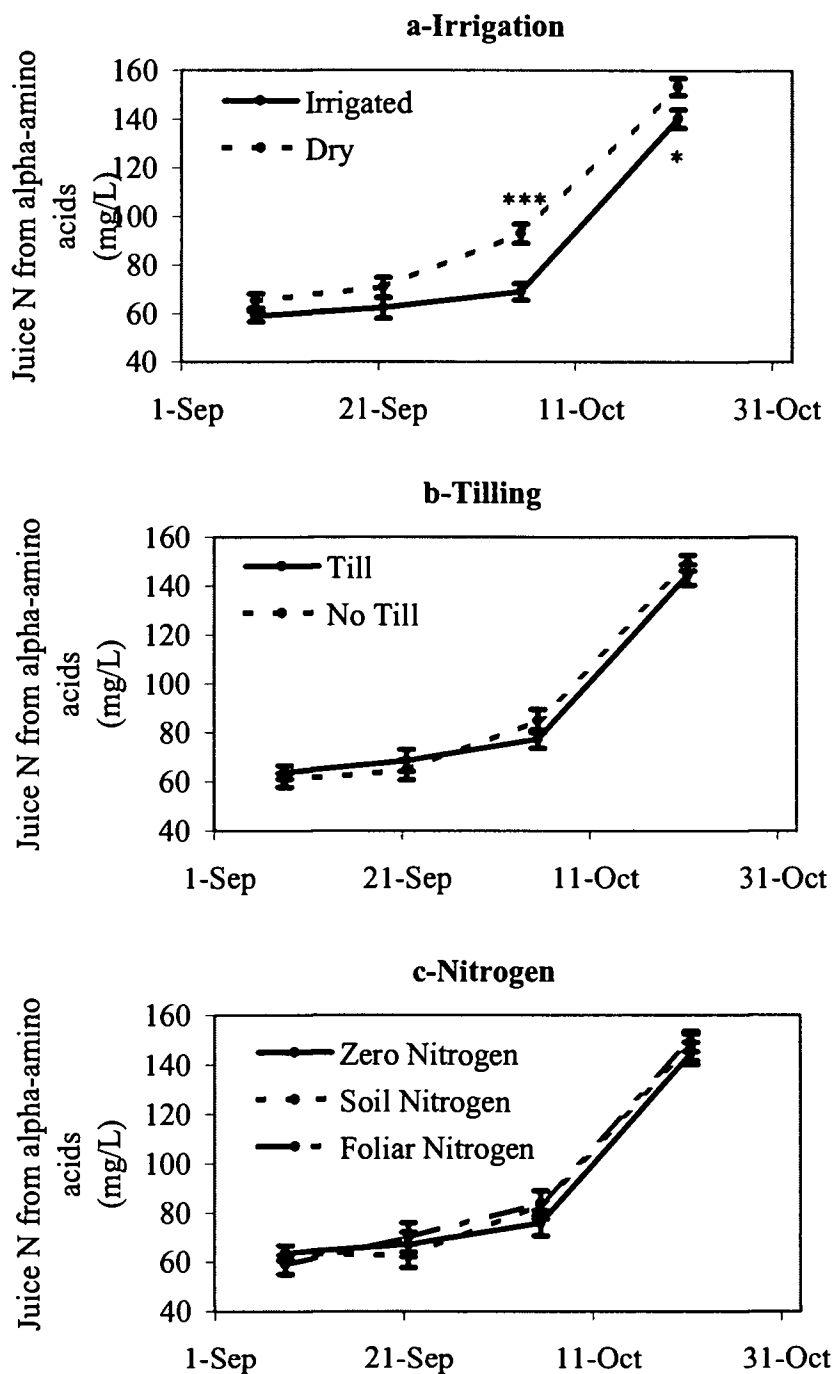 a-Irrigation
Juice N from alpha-amino
acids
(mg/L)
160
140
120
100
80
60
40
Irrigated
Dry
***
*
1-Sep 21-Sep 11-Oct 31-Oct
b-Tilling
Juice N from alpha-amino
acids
(mg/L)
160
140
120
100
80
60
40
Till
No Till
1-Sep 21-Sep 11-Oct 31-Oct
c-Nitrogen
Juice N from alpha-amino
acids
(mg/L)
160
140
120
100
80
60
40
Zero Nitrogen
Soil Nitrogen
Foliar Nitrogen
1-Sep 21-Sep 11-Oct 31-Oct